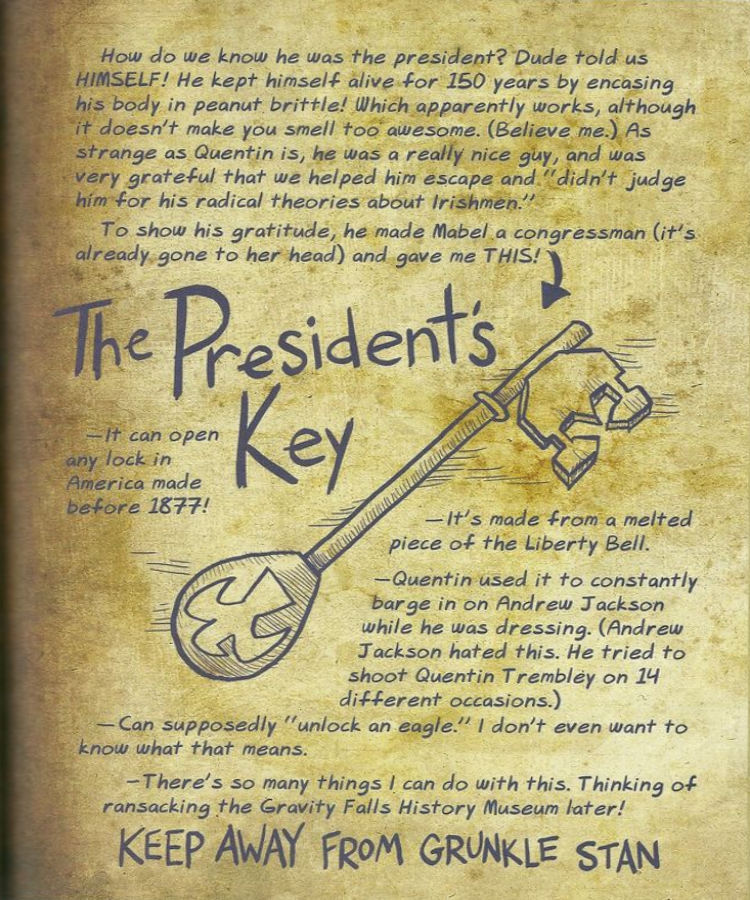 How do we know he was the president? Dude told us
HIMSELF! He kept himself alive for 150 years by encasing
his body in peanut brittle! Which apparently works, although
it doesn't make you smell too awesome. (Believe me.) As
strange as Quentin is, he was a really nice guy, and was
very grateful that we helped him escape and "didn't judge
him for his radical theories about Irishmen."
To show his gratitude, he made Mabel a congressman (it's
already gone to her head) and gave me THIS!
The President's
Key
—It can open
any lock in
America made
before 1877!
—It's made from a melted
piece of the Liberty Bell.
—Quentin used it to constantly
barge in on Andrew Jackson
while he was dressing. (Andrew
Jackson hated this. He tried to
shoot Quentin Trembley on 14
different occasions.)
—Can supposedly "unlock an eagle." I don't even want to
know what that means.
—There's so many things I can do with this. Thinking of
ransacking the Gravity Falls History Museum later!
KEEP AWAY FROM GRUNKLE STAN